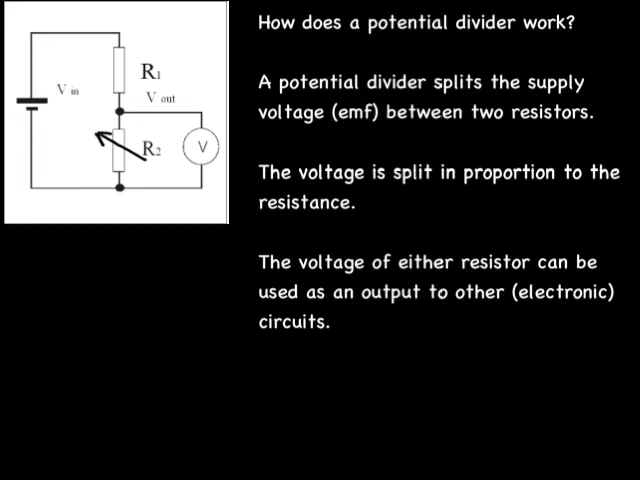 How does a potential divider work?
R1
V in
V out
A potential divider splits the supply
voltage (emf) between two resistors.
R2
V
The voltage is split in proportion to the
resistance.
The voltage of either resistor can be
used as an output to other (electronic)
circuits.